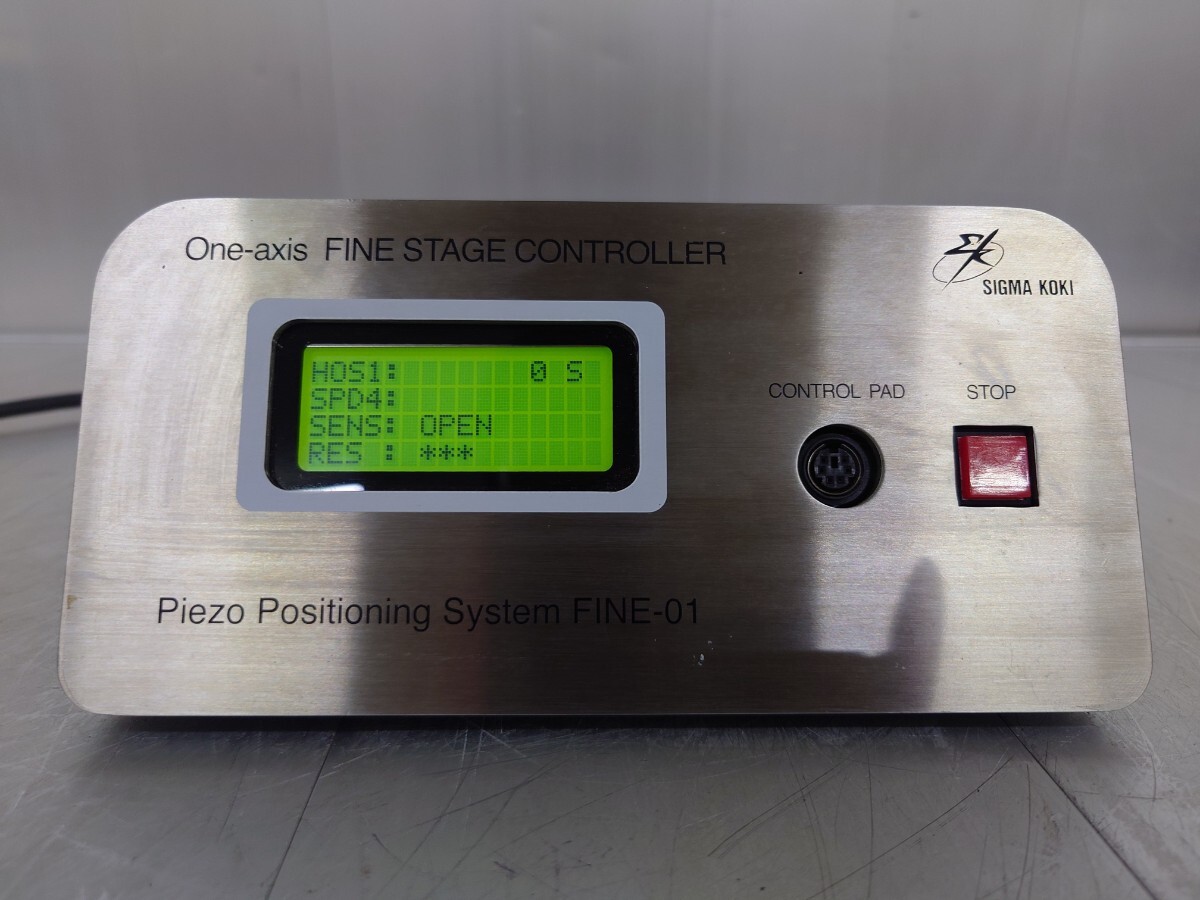 One-axis FINE STAGE CONTROLLER
SIGMA KOKI
HOS1: 0 S
SPD4:
SENS: OPEN
RES : ***
CONTROL PAD
STOP
Piezo Positioning System FINE-01